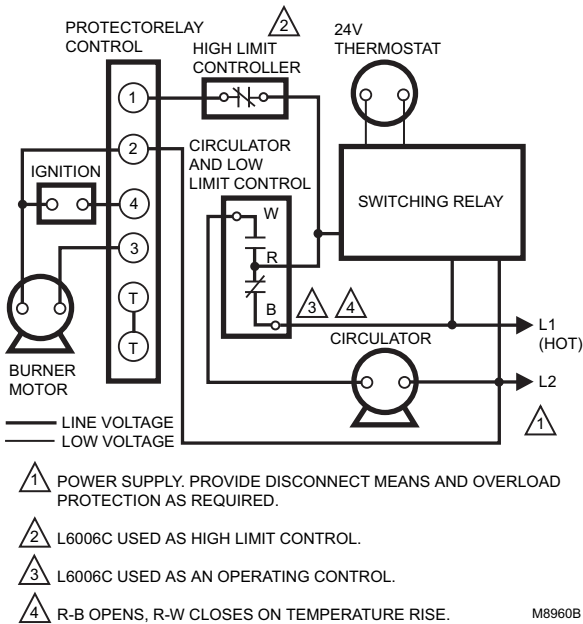 PROTECTORELAY
CONTROL
2
HIGH LIMIT
CONTROLLER
24V
THERMOSTAT
1
2
CIRCULATOR
AND LOW
LIMIT CONTROL
IGNITION
4
W
SWITCHING RELAY
3
R
T
B
3
4
L1
(HOT)
T
CIRCULATOR
BURNER
MOTOR
L2
1
LINE VOLTAGE
LOW VOLTAGE
1 POWER SUPPLY. PROVIDE DISCONNECT MEANS AND OVERLOAD
PROTECTION AS REQUIRED.
2 L6006C USED AS HIGH LIMIT CONTROL.
3 L6006C USED AS AN OPERATING CONTROL.
4 R-B OPENS, R-W CLOSES ON TEMPERATURE RISE.
M8960B